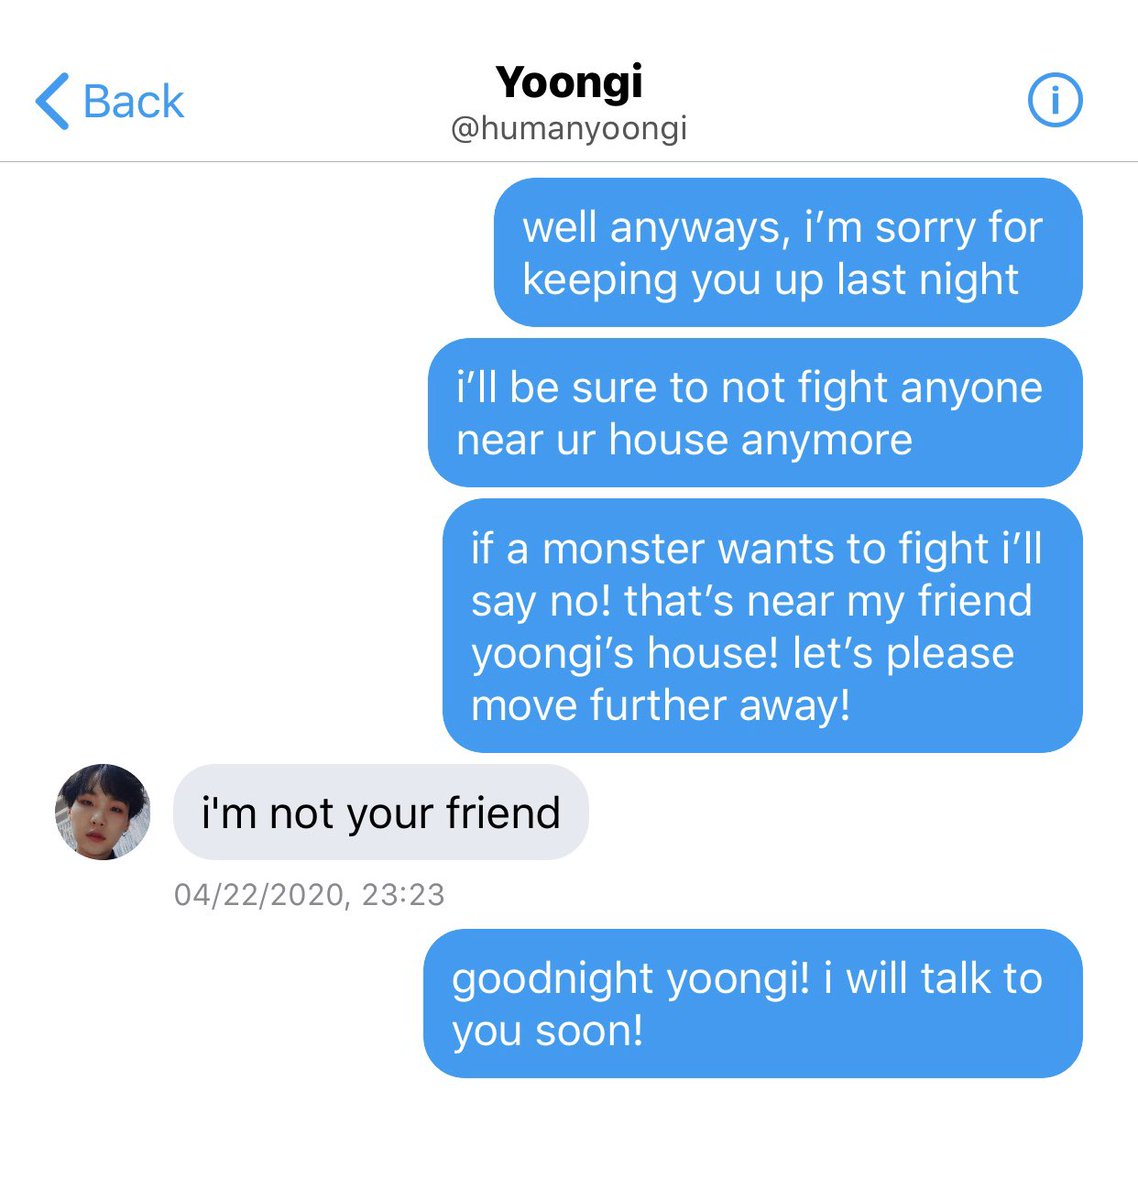 Back
Yoongi
@humanyoongi
i
well anyways, i’m sorry for
keeping you up last night
i’ll be sure to not fight anyone
near ur house anymore
if a monster wants to fight i’ll
say no! that’s near my friend
yoongi’s house! let’s please
move further away!
i'm not your friend
04/22/2020, 23:23
goodnight yoongi! i will talk to
you soon!